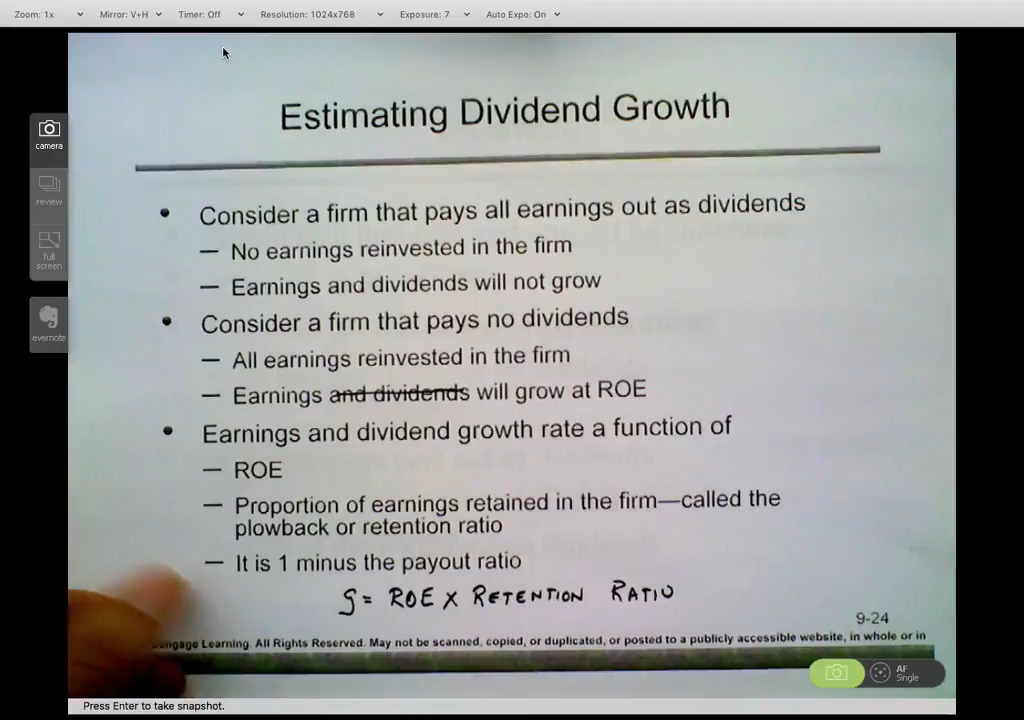 Zoom: 1x Mirror: V+H Timer: Off Resolution: 1024x768 Exposure: 7 Auto Expo: On
camera
review
full
screen
evernote
Estimating Dividend Growth
• Consider a firm that pays all earnings out as dividends
— No earnings reinvested in the firm
— Earnings and dividends will not grow
• Consider a firm that pays no dividends
— All earnings reinvested in the firm
— Earnings and dividends will grow at ROE
• Earnings and dividend growth rate a function of
— ROE
— Proportion of earnings retained in the firm—called the
plowback or retention ratio
— It is 1 minus the payout ratio
g = ROE X RETENTION RATIO
9-24
Learning. All Rights Reserved. May not be scanned, copied, or duplicated, or posted to a publicly accessible website, in whole or in
AF
Single
Press Enter to take snapshot.